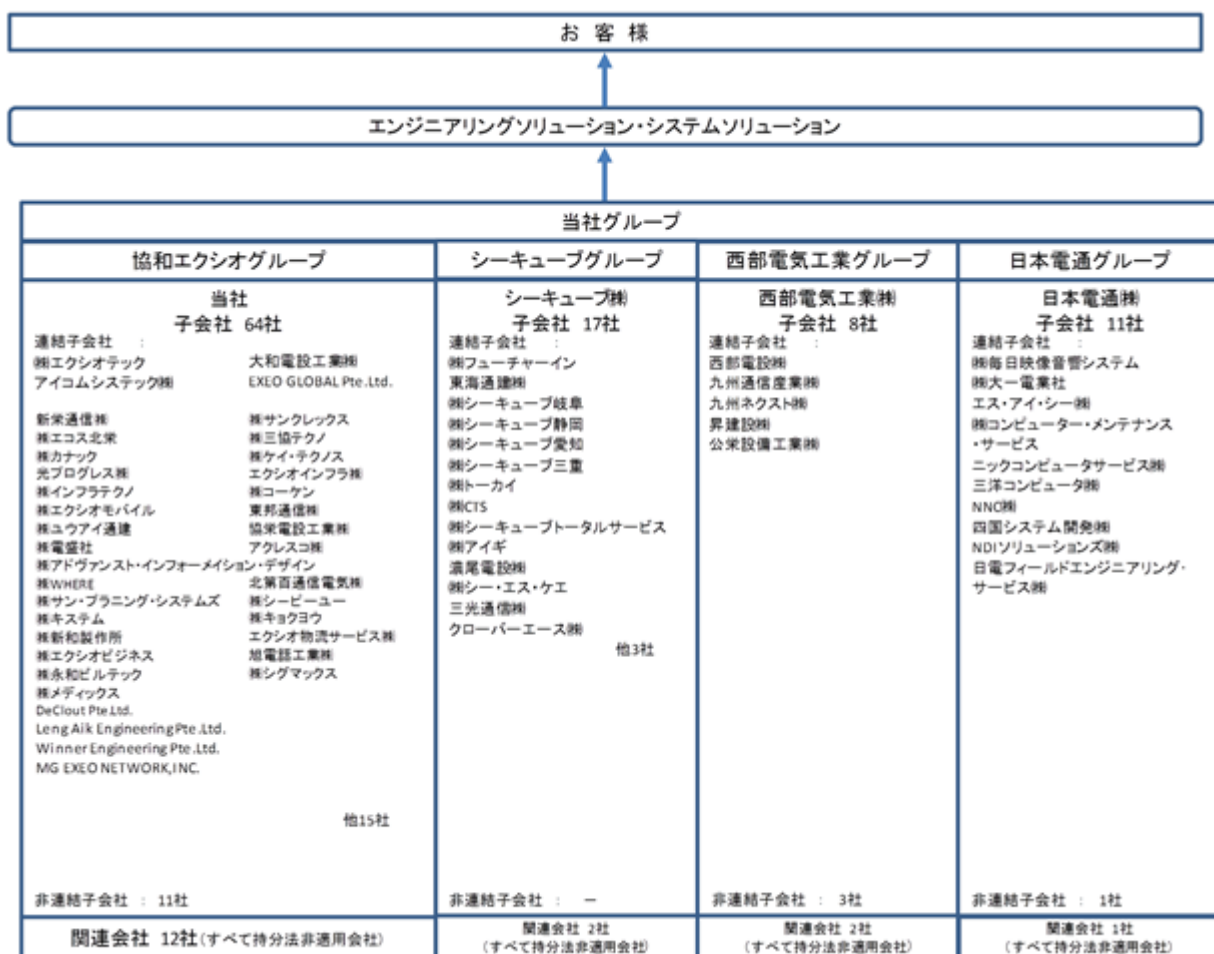 お 客 様
エンジニアリングソリューション・システムソリューション
当社グループ
協和エクシオグループ
当社
子会社 64社
連結子会社 :
㈱エクシオテック 大和電設工業㈱
アイコムシステック㈱ EXEO GLOBAL Pte.Ltd.
新栄通信㈱ ㈱サンクレックス
㈱エコス北栄 ㈱三協テクノ
㈱カナック ㈱ケイ・テクノス
光プログレス㈱ エクシオインフラ㈱
㈱インフラテクノ ㈱コーケン
㈱エクシオモバイル 東邦通信㈱
㈱ユウアイ通建 協栄電設工業㈱
㈱電盛社 アクレスコ㈱
㈱アドヴァンスト・インフォーメイション・デザイン
㈱WHERE 北第百通信電気㈱
㈱サン・プラニング・システムズ ㈱シーピーユー
㈱キステム ㈱キョクヨウ
㈱新和製作所 エクシオ物流サービス㈱
㈱エクシオビジネス 旭電話工業㈱
㈱永和ビルテック ㈱シグマックス
㈱メディックス
DeClout Pte.Ltd.
Leng Aik Engineering Pte.Ltd.
Winner Engineering Pte.Ltd.
MG EXEO NETWORK,INC.
他15社
非連結子会社 : 11社
関連会社 12社(すべて持分法非適用会社)
シーキューブグループ
シーキューブ㈱
子会社 17社
連結子会社 :
㈱フューチャーイン
東海通建㈱
㈱シーキューブ岐阜
㈱シーキューブ静岡
㈱シーキューブ愛知
㈱シーキューブ三重
㈱トーカイ
㈱CTS
㈱シーキューブトータルサービス
㈱アイギ
濃尾電設㈱
㈱シー・エス・ケエ
三光通信㈱
クローバーエース㈱
他3社
非連結子会社 : －
関連会社 2社
(すべて持分法非適用会社)
西部電気工業グループ
西部電気工業㈱
子会社 8社
連結子会社 :
西部電設㈱
九州通信産業㈱
九州ネクスト㈱
昇建設㈱
公栄設備工業㈱
非連結子会社 : 3社
関連会社 2社
(すべて持分法非適用会社)
日本電通グループ
日本電通㈱
子会社 11社
連結子会社 :
㈱毎日映像音響システム
㈱大一電業社
エス・アイ・シー㈱
㈱コンピューター・メンテナンス
・サービス
ニックコンピュータサービス㈱
三洋コンピュータ㈱
NNC㈱
四国システム開発㈱
NDIソリューションズ㈱
日電フィールドエンジニアリング・
サービス㈱
非連結子会社 : 1社
関連会社 1社
(すべて持分法非適用会社)